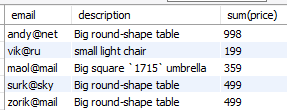 email description sum(price)
andy@net Big round-shape table 998
vik@ru small light chair 199
maol@mail Big square `1715` umbrella 359
surk@sky Big round-shape table 499
zorik@mail Big round-shape table 499